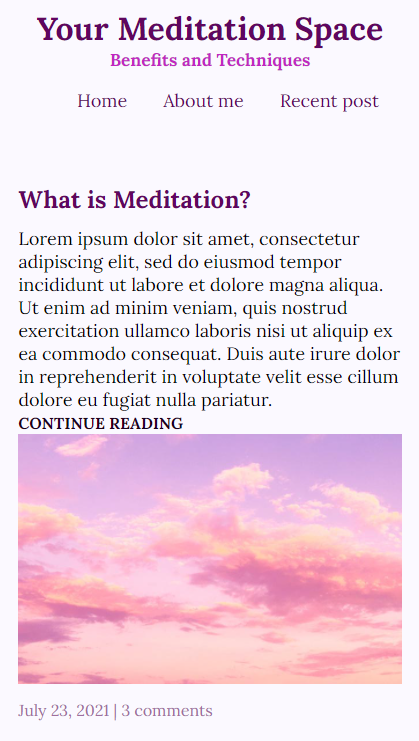 Your Meditation Space
Benefits and Techniques
Home About me Recent post
What is Meditation?
Lorem ipsum dolor sit amet, consectetur
adipiscing elit, sed do eiusmod tempor
incididunt ut labore et dolore magna aliqua.
Ut enim ad minim veniam, quis nostrud
exercitation ullamco laboris nisi ut aliquip ex
ea commodo consequat. Duis aute irure dolor
in reprehenderit in voluptate velit esse cillum
dolore eu fugiat nulla pariatur.
CONTINUE READING
July 23, 2021 | 3 comments